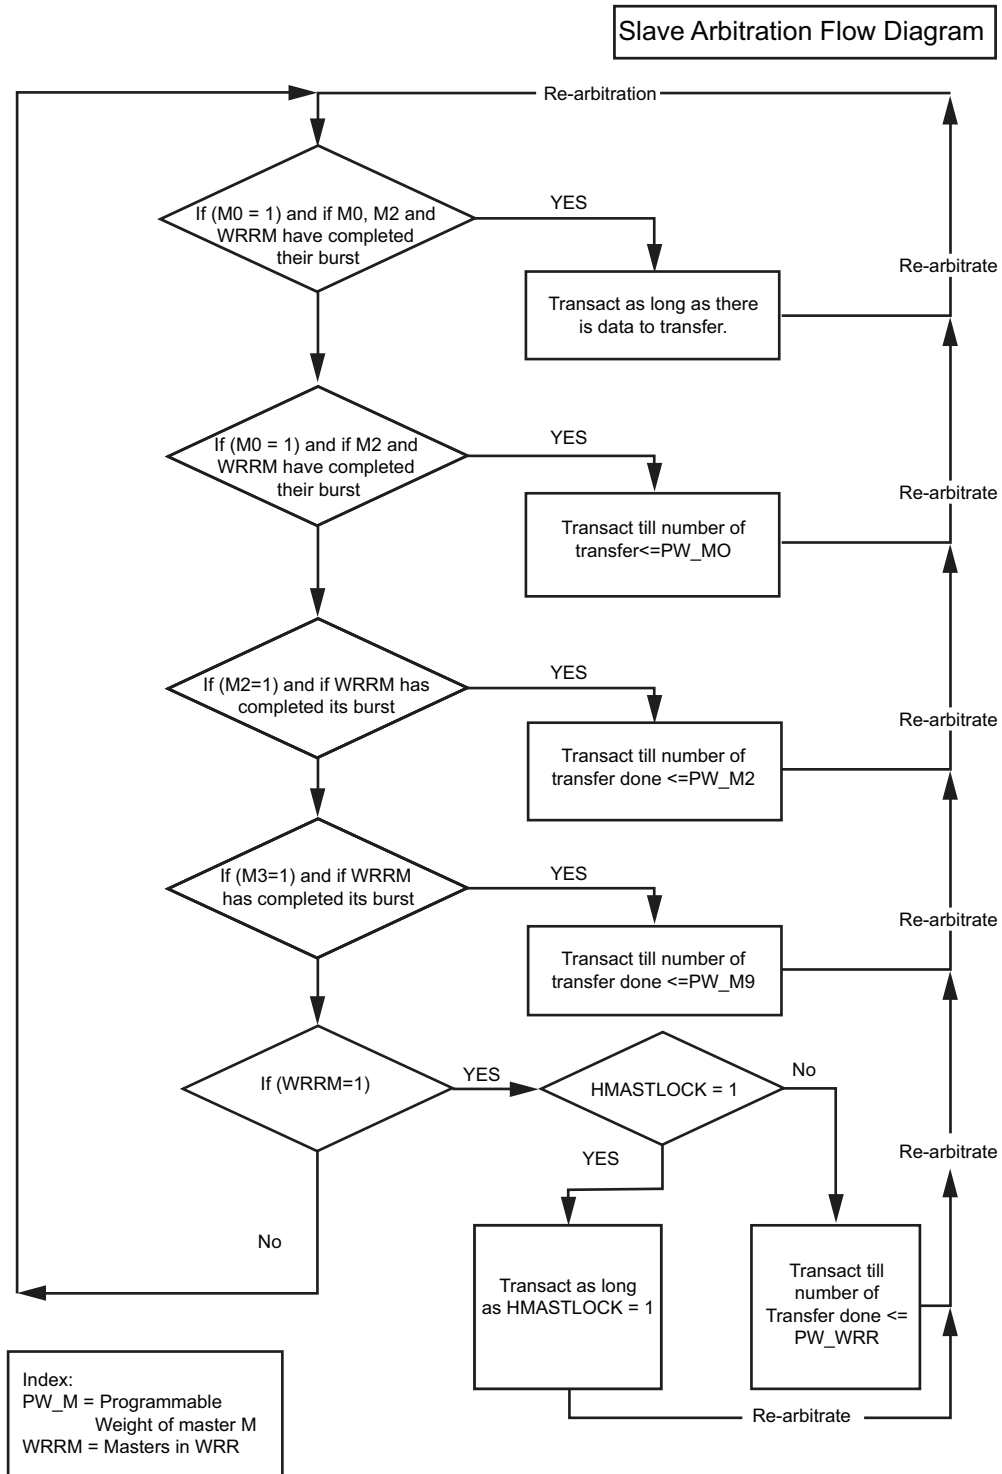 Slave Arbitration Flow Diagram
Re-arbitration
If (M0 = 1) and if M0, M2 and
WRRM have completed
their burst
YES
Re-arbitrate
Transact as long as there
is data to transfer.
If (M0 = 1) and if M2 and
WRRM have completed
their burst
YES
Re-arbitrate
Transact till number of
transfer<=PW_MO
If (M2=1) and if WRRM has
completed its burst
YES
Re-arbitrate
Transact till number of
transfer done <=PW_M2
If (M3=1) and if WRRM
has completed its burst
YES
Re-arbitrate
Transact till number of
transfer done <=PW_M9
If (WRRM=1)
YES
HMASTLOCK = 1
No
Re-arbitrate
YES
No
Transact as long
as HMASTLOCK = 1
Transact till
number of
Transfer done <=
PW_WRR
Re-arbitrate
Index:
PW_M = Programmable
Weight of master M
WRRM = Masters in WRR